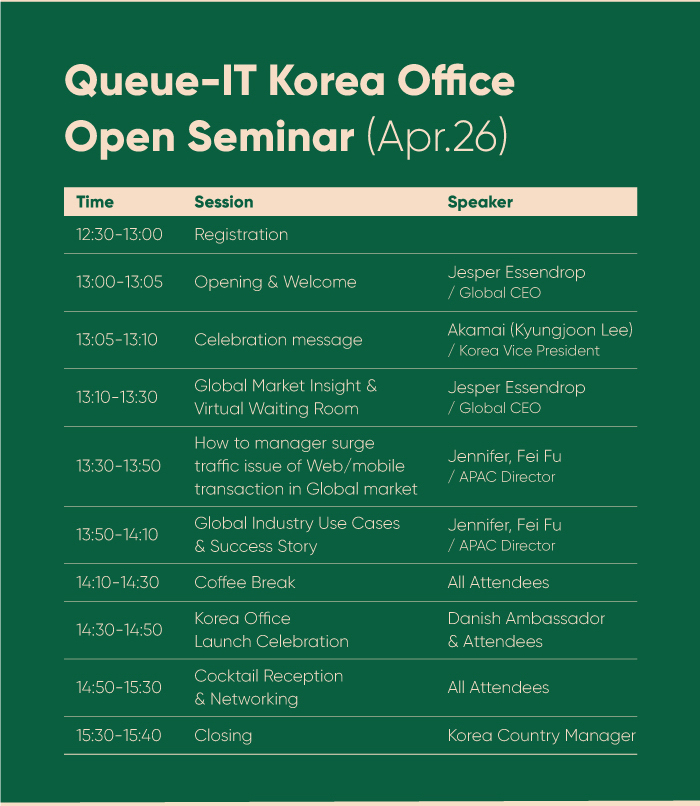 Queue-IT Korea Office
Open Seminar (Apr.26)
Time Session Speaker
12:30-13:00 Registration
13:00-13:05 Opening & Welcome Jesper Essendrop
/ Global CEO
13:05-13:10 Celebration message Akamai (Kyungjoon Lee)
/ Korea Vice President
13:10-13:30 Global Market Insight &
Virtual Waiting Room Jesper Essendrop
/ Global CEO
13:30-13:50 How to manager surge
traffic issue of Web/mobile
transaction in Global market Jennifer, Fei Fu
/ APAC Director
13:50-14:10 Global Industry Use Cases
& Success Story Jennifer, Fei Fu
/ APAC Director
14:10-14:30 Coffee Break All Attendees
14:30-14:50 Korea Office
Launch Celebration Danish Ambassador
& Attendees
14:50-15:30 Cocktail Reception
& Networking All Attendees
15:30-15:40 Closing Korea Country Manager